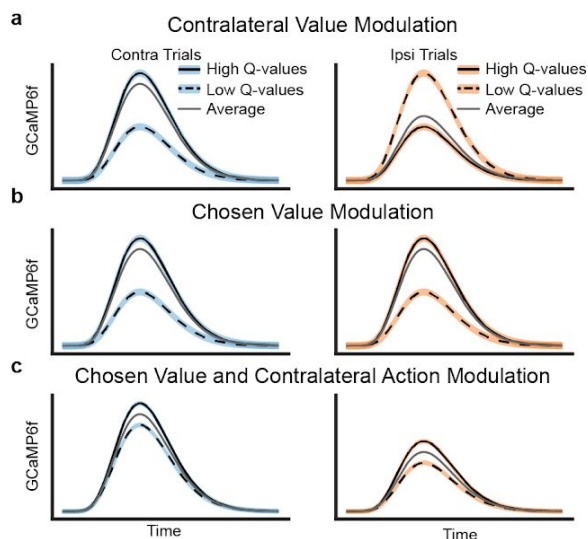 a
Contralateral Value Modulation
Contra Trials
High Q-values
Low Q-values
Average
GCaMP6f
Ipsi Trials
High Q-values
Low Q-values
Average
b
Chosen Value Modulation
GCaMP6f
c
Chosen Value and Contralateral Action Modulation
GCaMP6f
Time
Time